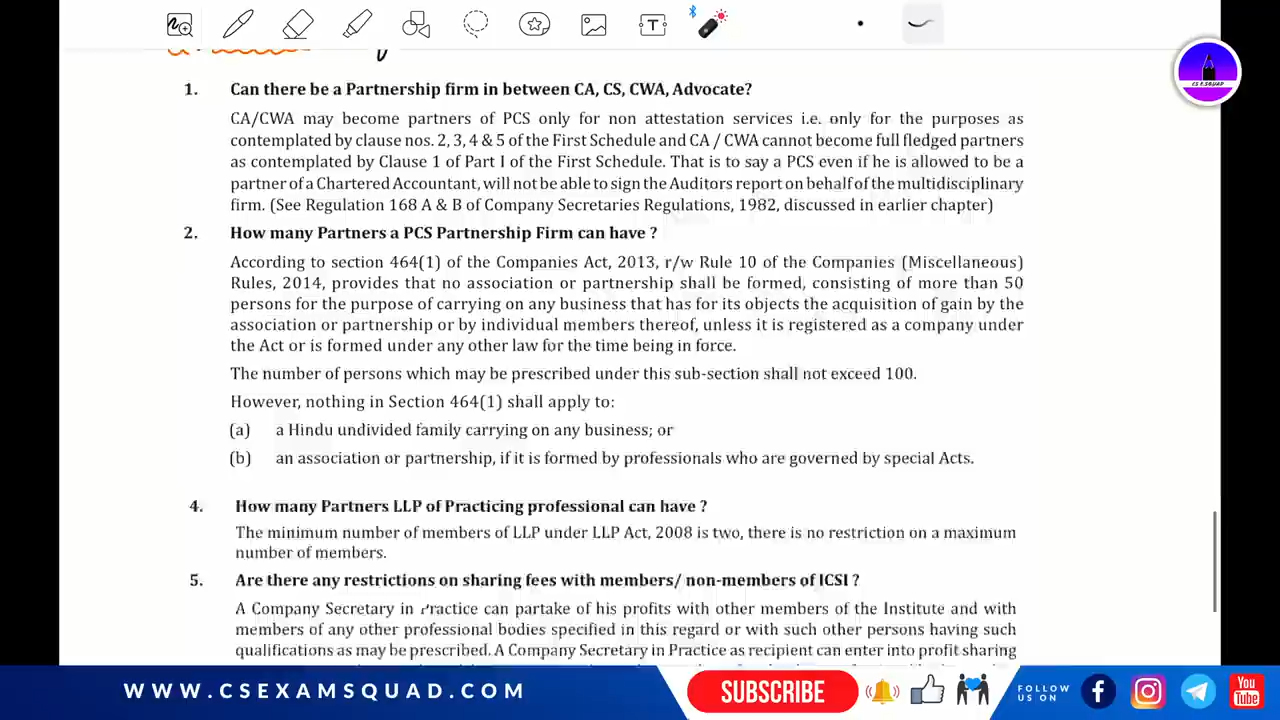 CS E.SQUAD
1. Can there be a Partnership firm in between CA, CS, CWA, Advocate?
CA/CWA may become partners of PCS only for non attestation services i.e. only for the purposes as
contemplated by clause nos. 2, 3, 4 & 5 of the First Schedule and CA / CWA cannot become full fledged partners
as contemplated by Clause 1 of Part I of the First Schedule. That is to say a PCS even if he is allowed to be a
partner of a Chartered Accountant, will not be able to sign the Auditors report on behalf of the multidisciplinary
firm. (See Regulation 168 A & B of Company Secretaries Regulations, 1982, discussed in earlier chapter)
2. How many Partners a PCS Partnership Firm can have ?
According to section 464(1) of the Companies Act, 2013, r/w Rule 10 of the Companies (Miscellaneous)
Rules, 2014, provides that no association or partnership shall be formed, consisting of more than 50
persons for the purpose of carrying on any business that has for its objects the acquisition of gain by the
association or partnership or by individual members thereof, unless it is registered as a company under
the Act or is formed under any other law for the time being in force.
The number of persons which may be prescribed under this sub-section shall not exceed 100.
However, nothing in Section 464(1) shall apply to:
(a) a Hindu undivided family carrying on any business; or
(b) an association or partnership, if it is formed by professionals who are governed by special Acts.
4. How many Partners LLP of Practicing professional can have ?
The minimum number of members of LLP under LLP Act, 2008 is two, there is no restriction on a maximum
number of members.
5. Are there any restrictions on sharing fees with members/ non-members of ICSI ?
A Company Secretary in Practice can partake of his profits with other members of the Institute and with
members of any other professional bodies specified in this regard or with such other persons having such
qualifications as may be prescribed. A Company Secretary in Practice as recipient can enter into profit sharing
WWW.CSEXAMSQUAD.COM
SUBSCRIBE
FOLLOW
US ON
You
Tube